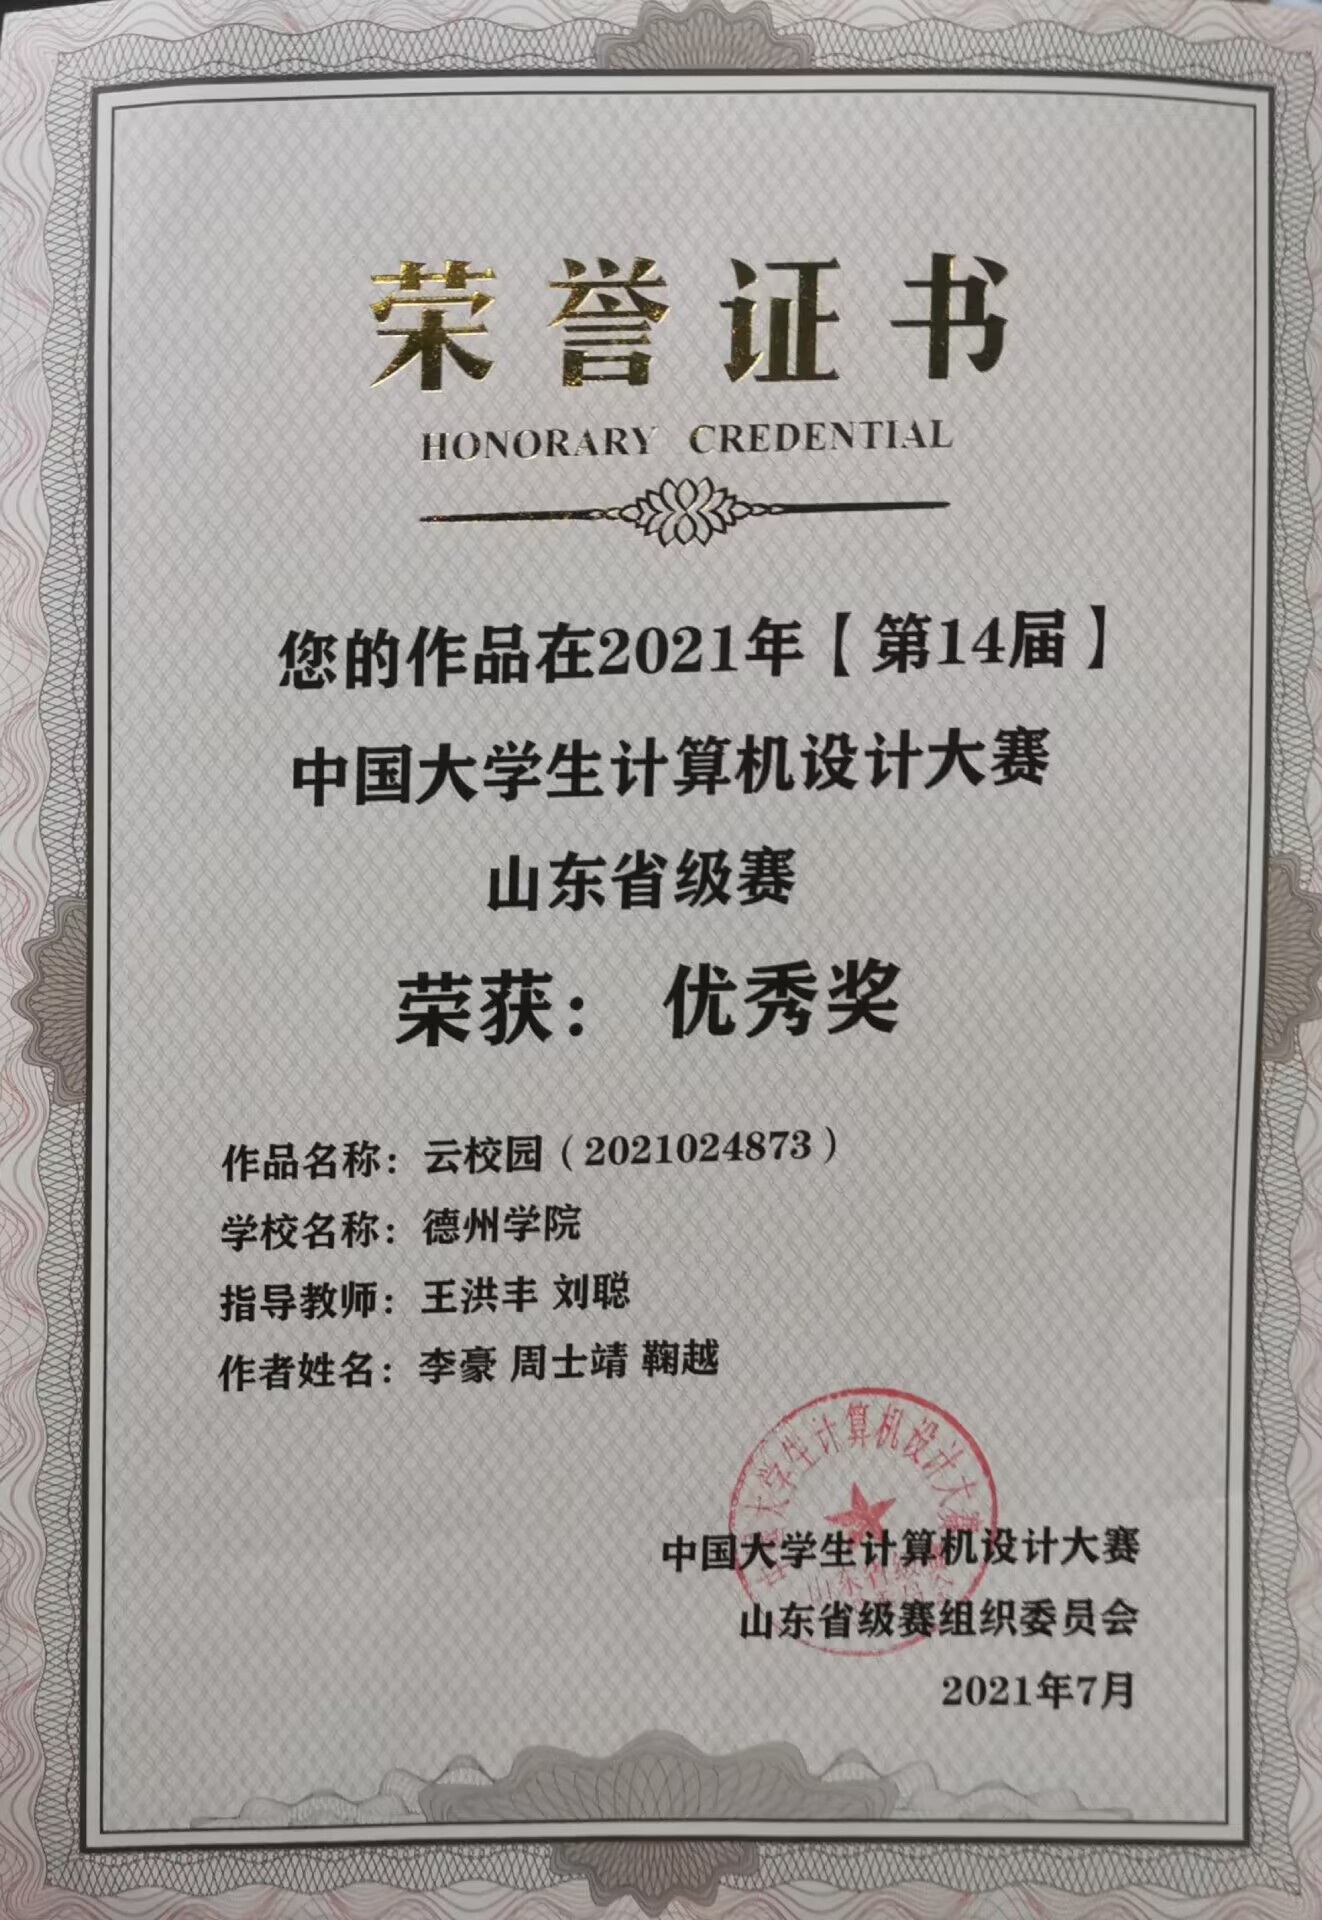 荣誉证书
HONORARY CREDENTIAL
您的作品在2021年【第14届】
中国大学生计算机设计大赛
山东省级赛
荣获： 优秀奖
作品名称：云校园（2021024873）
学校名称：德州学院
指导教师：王洪丰 刘聪
作者姓名：李豪 周士靖 鞠越
中国大学生计算机设计大赛
中国大学生计算机设计大赛
山东省级赛组织委员会
2021年7月